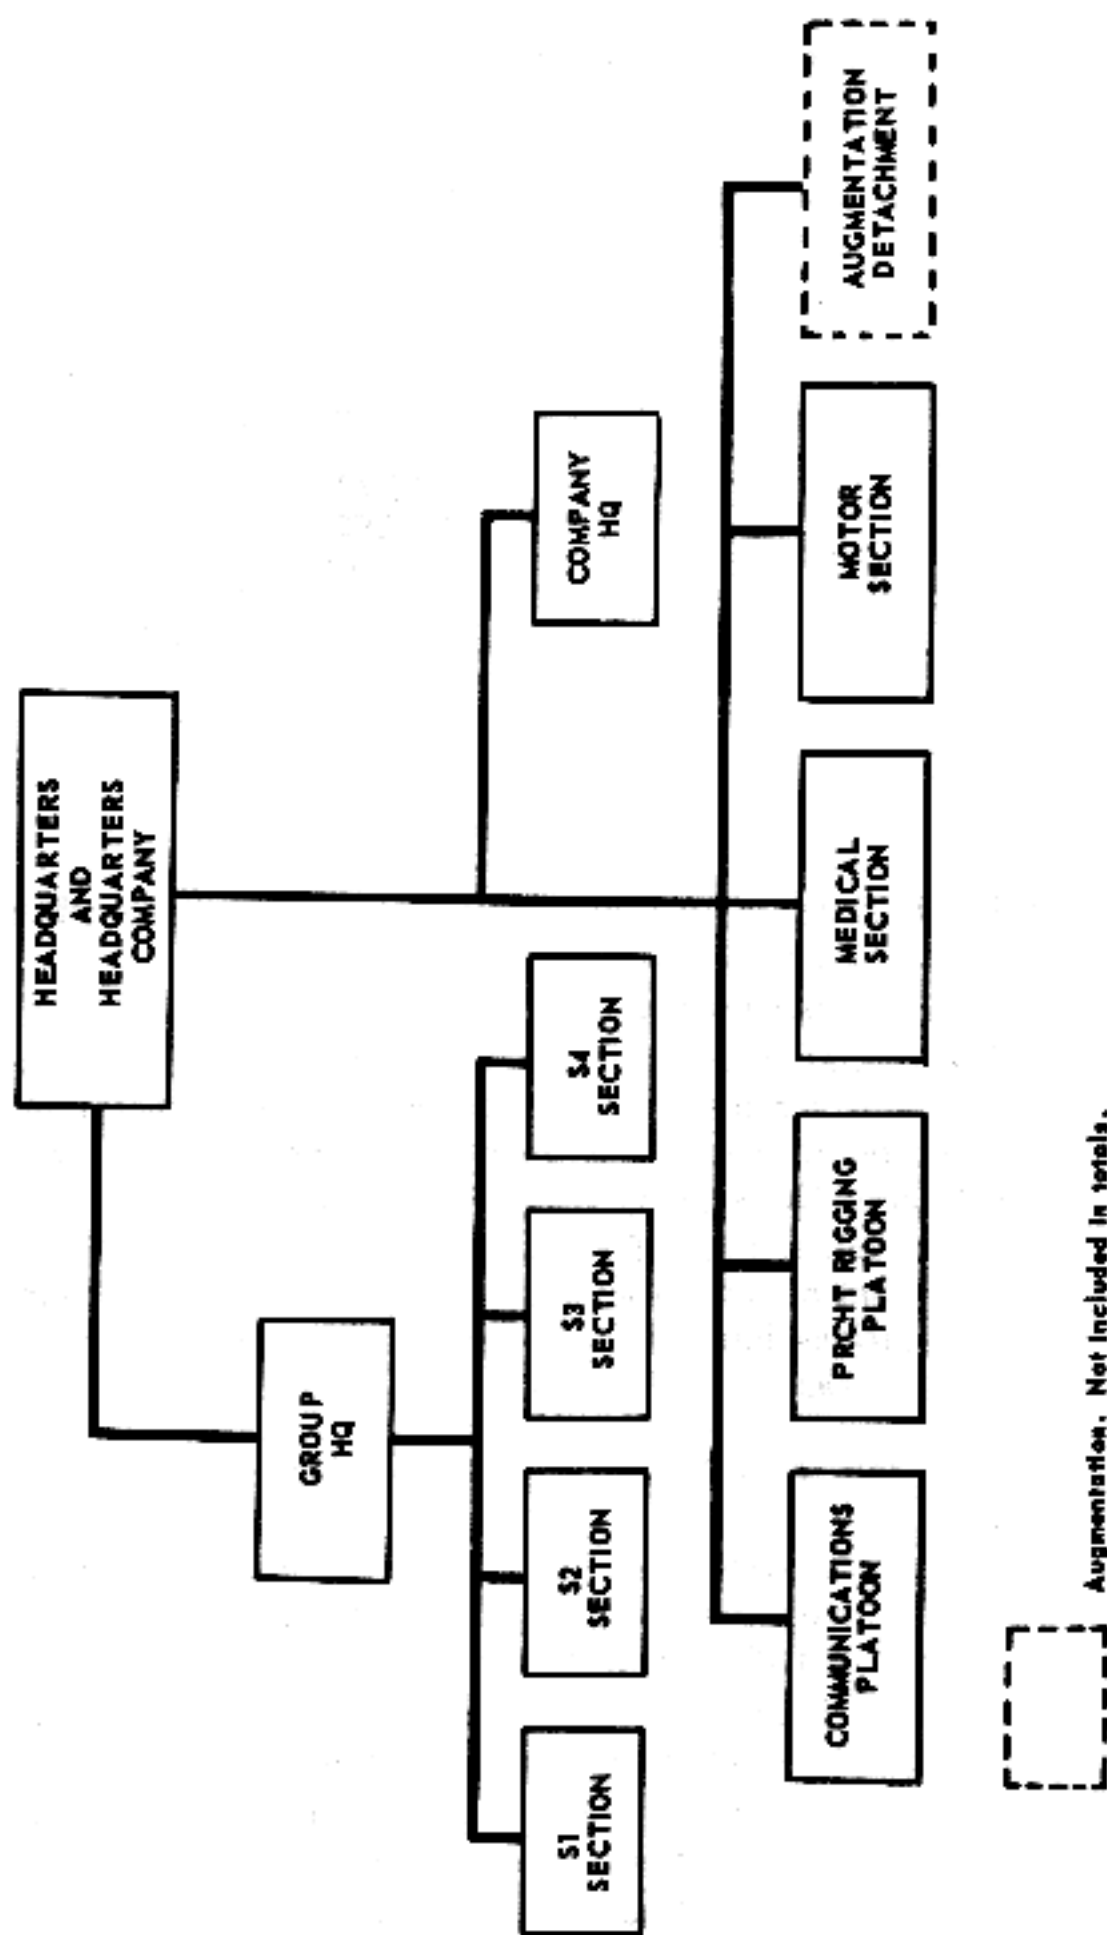 HEADQUARTERS
AND
HEADQUARTERS
COMPANY
GROUP
HQ
COMPANY
HQ
S1
SECTION
S2
SECTION
S3
SECTION
S4
SECTION
COMMUNICATIONS
PLATOON
PRCHT RIGGING
PLATOON
MEDICAL
SECTION
MOTOR
SECTION
AUGMENTATION
DETACHMENT
Augmentation. Not included in totals.